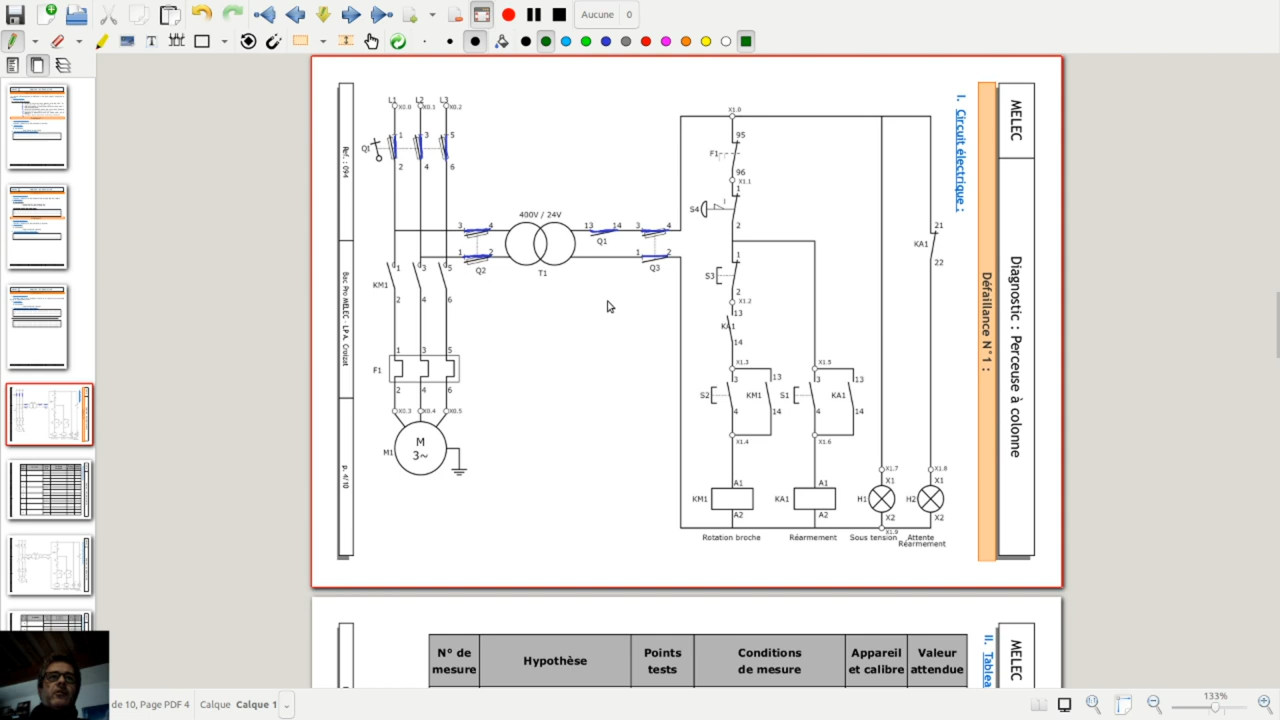 Aucune 0
MELEC
Diagnostic : Perceuse à colonne
Défaillance N°1 :
I. Circuit électrique :
Ref. : 094
Bac Pro MELEC - LP A. Croizat
p. 4/10
L1 L2 L3
X0.0 X0.1 X0.2
Q1 1 3 5
2 4 6
3 4
1 2
Q2
400V / 24V
T1
13 14
Q1
3 4
1 2
Q3
KM1 1 3 5
2 4 6
F1 1 3 5
2 4 6
X0.3 X0.4 X0.5
M1
M
3~
X1.0
95
F1
96
X1.1
1
S4
2
1
S3
2
X1.2
13
KA1
14
X1.3 X1.5
3 13 3 13
S2 KM1 S1 KA1
4 14 4 14
X1.4 X1.6
21
KA1
22
X1.7 X1.8
A1 A1 X1 X1
KM1 KA1 H1 H2
A2 A2 X2 X2
X1.9
Rotation broche Réarmement Sous tension Attente
Réarmement
MELEC
II. Tablea
N° de mesure Hypothèse Points tests Conditions de mesure Appareil et calibre Valeur attendue
de 10, Page PDF 4 Calque Calque 1
133%